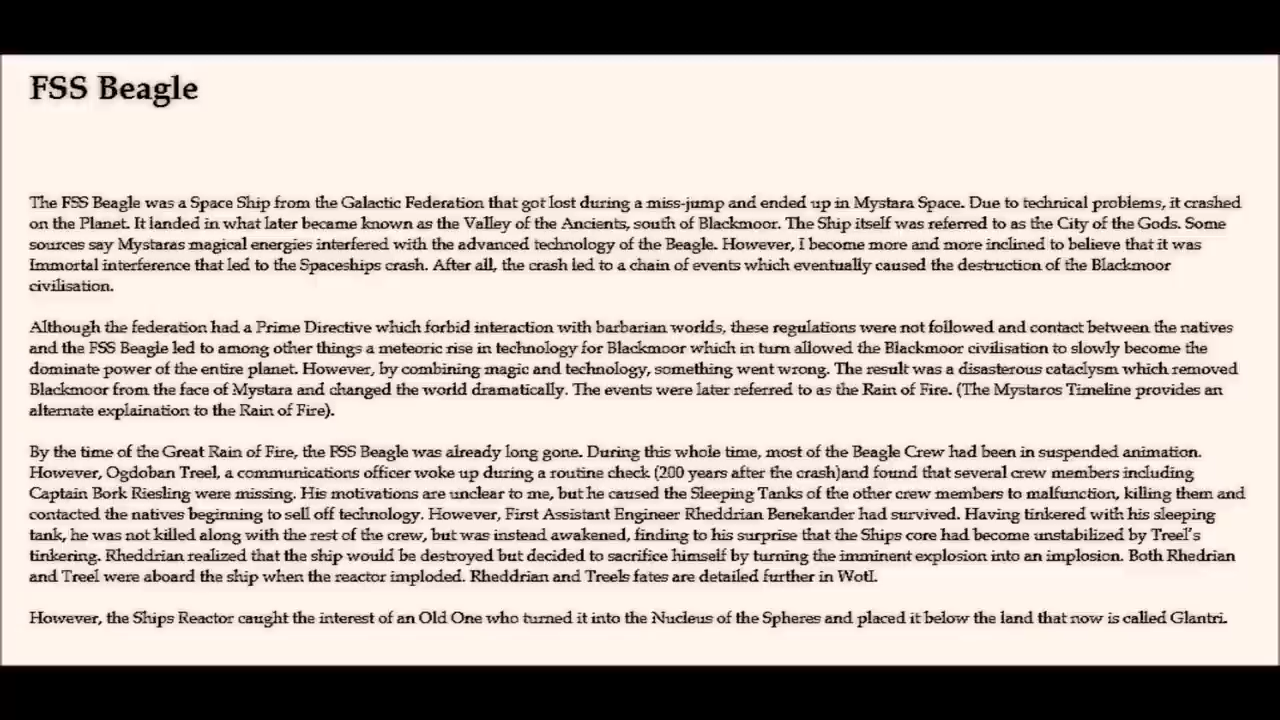 FSS Beagle
The FSS Beagle was a Space Ship from the Galactic Federation that got lost during a miss-jump and ended up in Mystara Space. Due to technical problems, it crashed
on the Planet. It landed in what later became known as the Valley of the Ancients, south of Blackmoor. The Ship itself was referred to as the City of the Gods. Some
sources say Mystaras magical energies interfered with the advanced technology of the Beagle. However, I become more and more inclined to believe that it was
Immortal interference that led to the Spaceships crash. After all, the crash led to a chain of events which eventually caused the destruction of the Blackmoor
civilisation.
Although the federation had a Prime Directive which forbid interaction with barbarian worlds, these regulations were not followed and contact between the natives
and the FSS Beagle led to among other things a meteoric rise in technology for Blackmoor which in turn allowed the Blackmoor civilisation to slowly become the
dominate power of the entire planet. However, by combining magic and technology, something went wrong. The result was a disasterous cataclysm which removed
Blackmoor from the face of Mystara and changed the world dramatically. The events were later referred to as the Rain of Fire. (The Mystaros Timeline provides an
alternate explaination to the Rain of Fire).
By the time of the Great Rain of Fire, the FSS Beagle was already long gone. During this whole time, most of the Beagle Crew had been in suspended animation.
However, Ogdoban Treel, a communications officer woke up during a routine check (200 years after the crash)and found that several crew members including
Captain Bork Riesling were missing. His motivations are unclear to me, but he caused the Sleeping Tanks of the other crew members to malfunction, killing them and
contacted the natives beginning to sell off technology. However, First Assistant Engineer Rheddrian Benekander had survived. Having tinkered with his sleeping
tank, he was not killed along with the rest of the crew, but was instead awakened, finding to his surprise that the Ships core had become unstabilized by Treel's
tinkering. Rheddrian realized that the ship would be destroyed but decided to sacrifice himself by turning the imminent explosion into an implosion. Both Rhedrian
and Treel were aboard the ship when the reactor imploded. Rheddrian and Treels fates are detailed further in WotI.
However, the Ships Reactor caught the interest of an Old One who turned it into the Nucleus of the Spheres and placed it below the land that now is called Glantri.